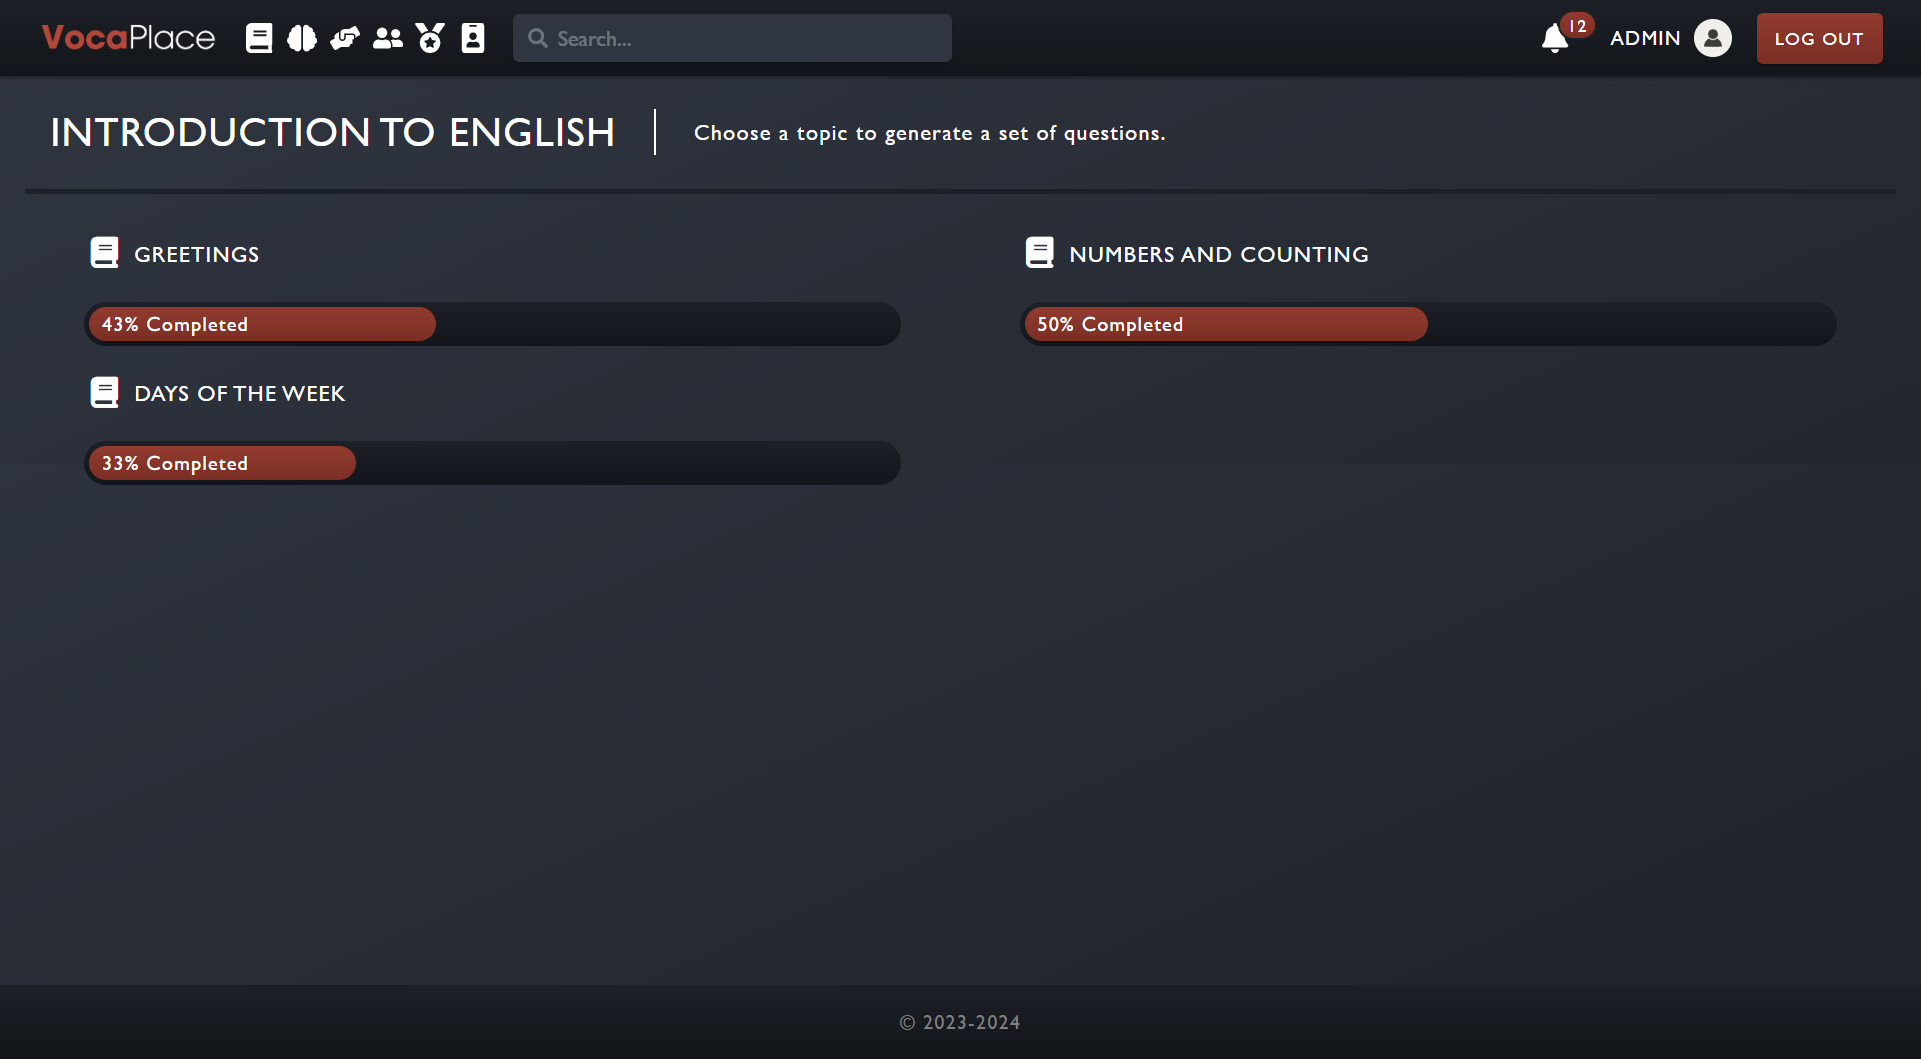 VocaPlace
Search...
12
ADMIN
LOG OUT
INTRODUCTION TO ENGLISH
Choose a topic to generate a set of questions.
GREETINGS
43% Completed
NUMBERS AND COUNTING
50% Completed
DAYS OF THE WEEK
33% Completed
© 2023-2024